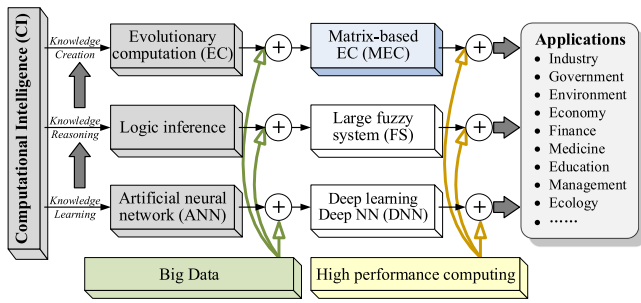 Computational Intelligence (CI)
Knowledge
Creation
Evolutionary
computation (EC)
+
Matrix-based
EC (MEC)
+
Knowledge
Reasoning
Logic inference
+
Large fuzzy
system (FS)
+
Knowledge
Learning
Artificial neural
network (ANN)
+
Deep learning
Deep NN (DNN)
+
Big Data
High performance computing
Applications
• Industry
• Government
• Environment
• Economy
• Finance
• Medicine
• Education
• Management
• Ecology
• ……